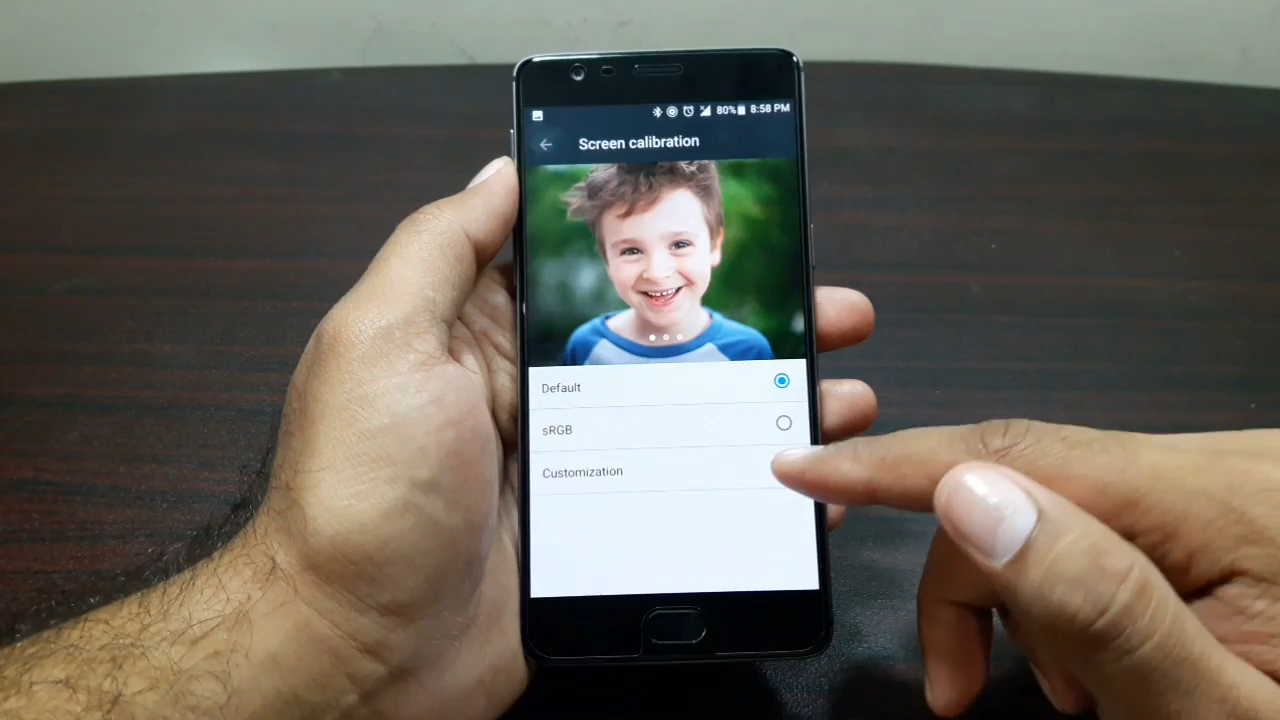 80% 8:58 PM
Screen calibration
Default
sRGB
Customization